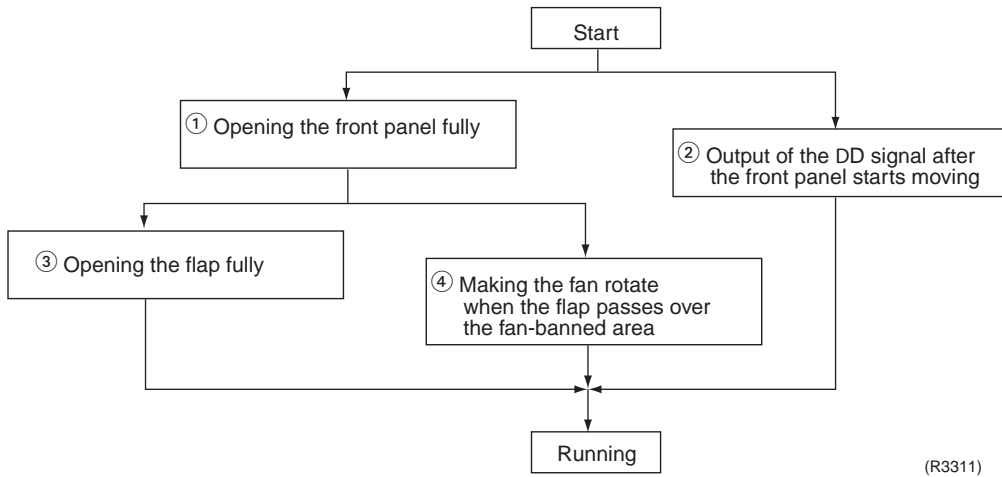 Start
① Opening the front panel fully
② Output of the DD signal after
the front panel starts moving
③ Opening the flap fully
④ Making the fan rotate
when the flap passes over
the fan-banned area
Running
(R3311)